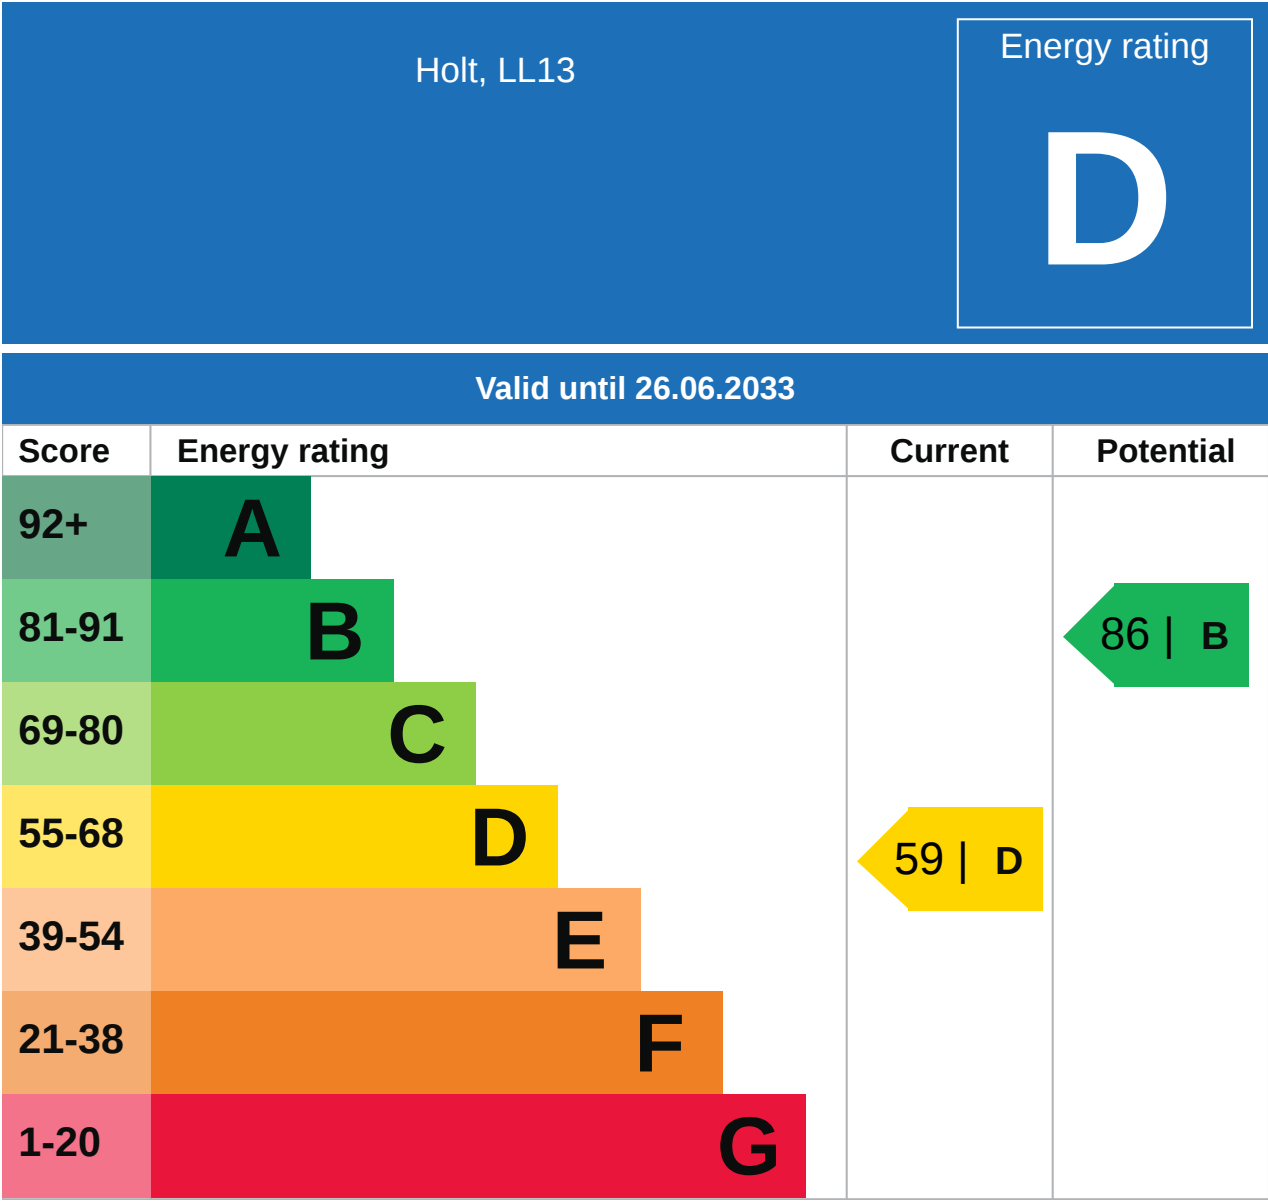 Holt, LL13
Energy rating
D
Valid until 26.06.2033
Score Energy rating Current Potential
92+ A
81-91 B 86 | B
69-80 C
55-68 D 59 | D
39-54 E
21-38 F
1-20 G